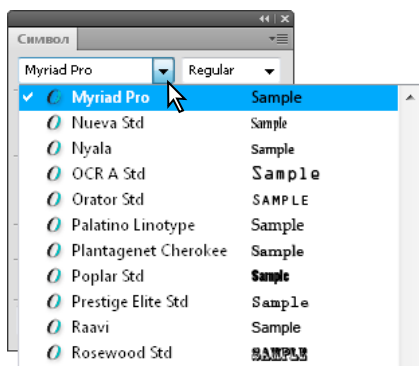 Символ
Myriad Pro Regular
Myriad Pro Sample
Nueva Std Sample
Nyala Sample
OCR A Std Sample
Orator Std SAMPLE
Palatino Linotype Sample
Plantagenet Cherokee Sample
Poplar Std Sample
Prestige Elite Std Sample
Raavi Sample
Rosewood Std SAMPLE